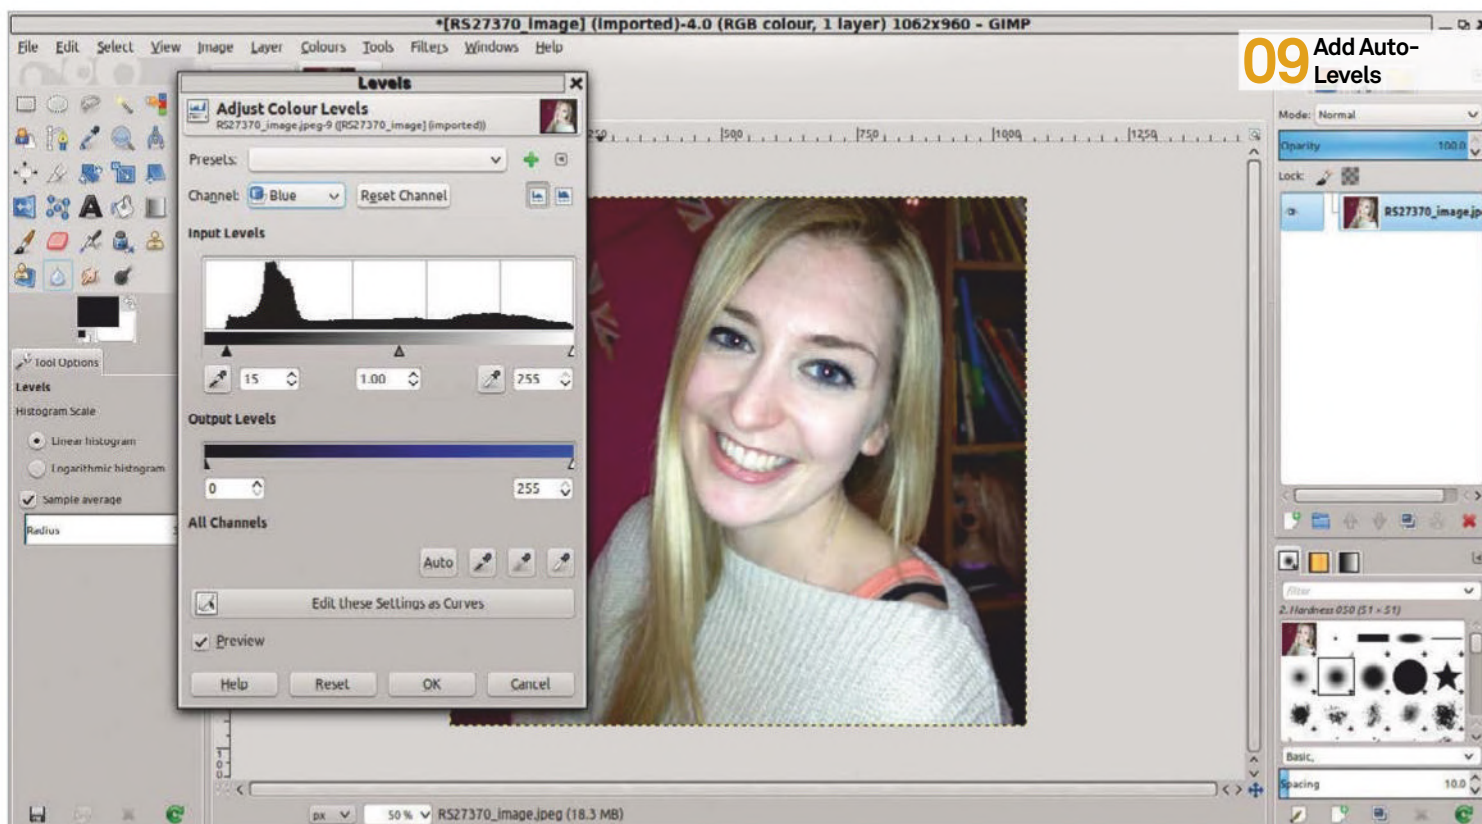 *[RS27370_image] (imported)-4.0 (RGB colour, 1 layer) 1062x960 – GIMP
File Edit Select View Image Layer Colours Tools Filters Windows Help
09 Add Auto-
Levels
Levels
Adjust Colour Levels
RS27370_image.jpeg-9 ([RS27370_image] (imported))
Presets:
Channel: Blue Reset Channel
Input Levels
15 1.00 255
Output Levels
0 255
All Channels
Auto
Edit these Settings as Curves
Preview
Help Reset OK Cancel
250 500 750 1000 1250
Tool Options
Levels
Histogram Scale
Linear histogram
Logarithmic histogram
Sample average
Radius
Mode: Normal
Opacity 100.0
Lock:
RS27370_image.jp
Filter
2. Hardness 050 (51 × 51)
Basic,
Spacing 10.0
px 50 % RS27370_image.jpeg (18.3 MB)